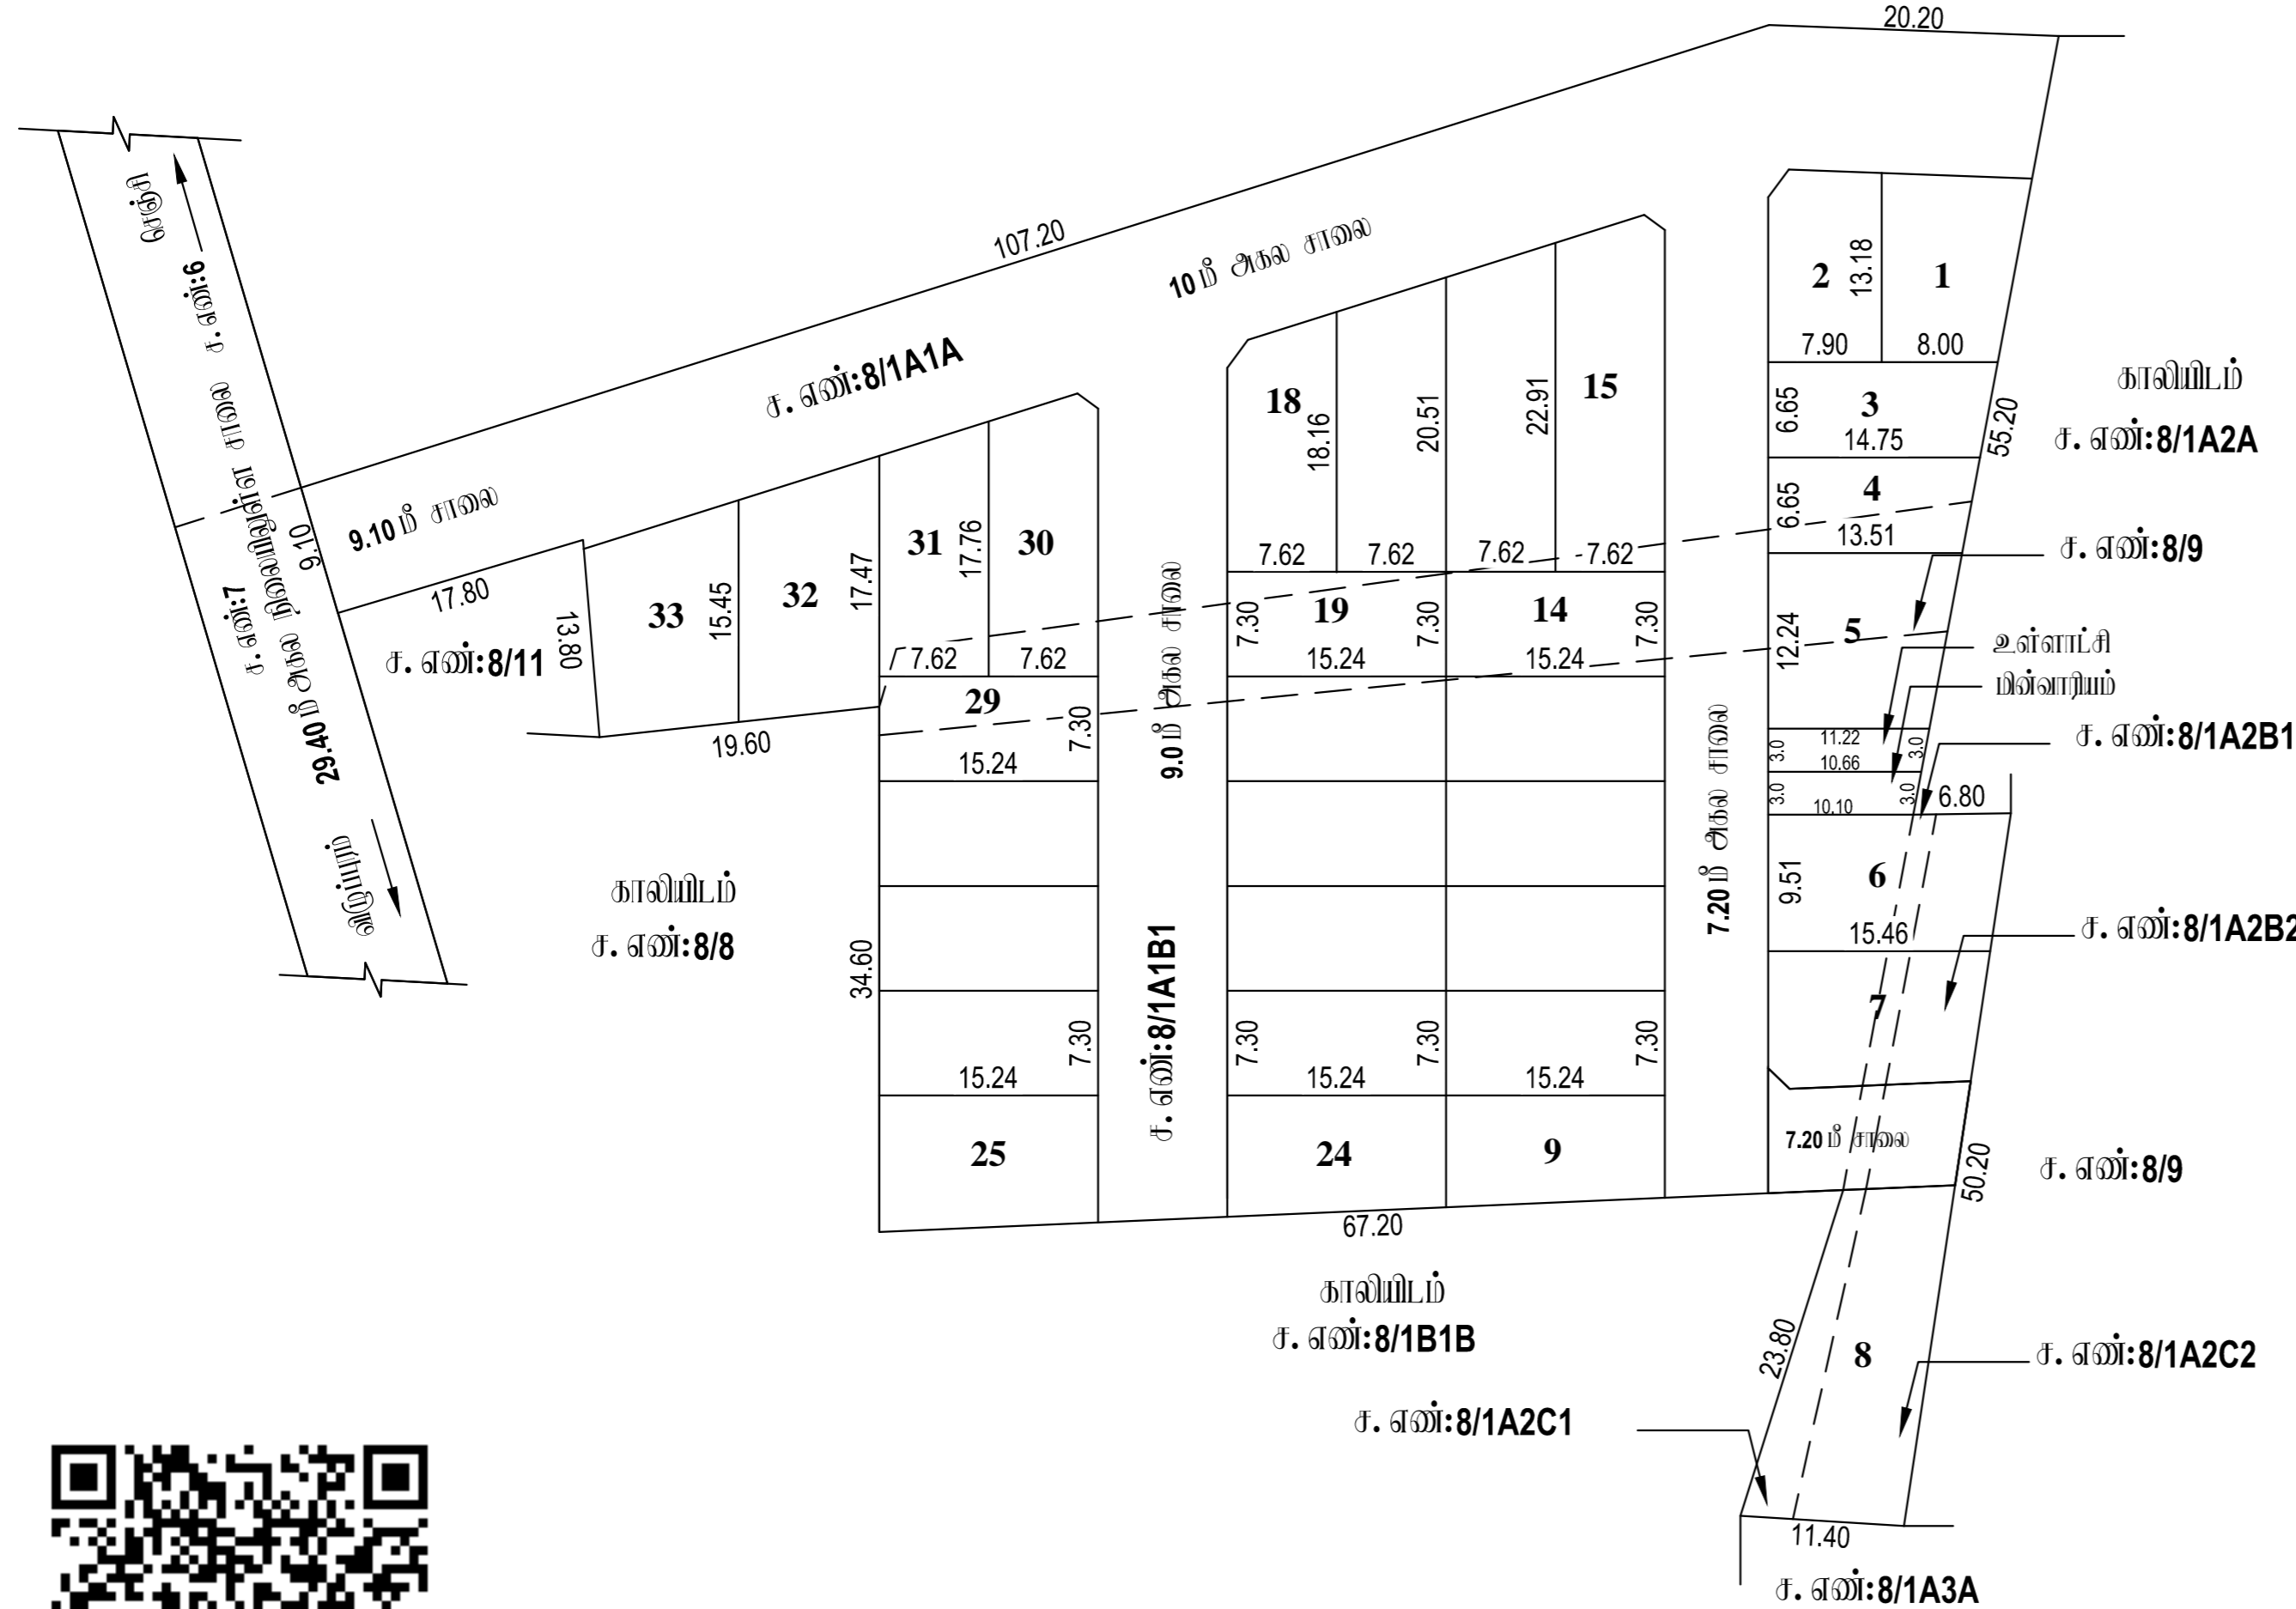 20.20
107.20
10 மீ அகல சாலை
ச. எண்:8/1A1A
செஞ்சி
ச. எண்:6
29.40 மீ அகல நிலையிலுள்ள சாலை
ச. எண்:7
9.10
9.10 மீ சாலை
17.80
ச. எண்:8/11
13.80
33
15.45
32
17.47
19.60
31
17.76
30
7.62
7.62
29
7.30
15.24
விழுப்புரம்
காலியிடம்
ச. எண்:8/8
34.60
7.30
15.24
25
9.0 மீ அகல சாலை
ச. எண்:8/1A1B1
18
18.16
20.51
22.91
15
7.62
7.62
7.62
7.62
7.30
19
7.30
14
7.30
15.24
15.24
7.30
7.30
7.30
15.24
15.24
24
9
67.20
7.20 மீ அகல சாலை
2
13.18
1
7.90
8.00
6.65
3
14.75
55.20
6.65
4
13.51
12.24
5
காலியிடம்
ச. எண்:8/1A2A
ச. எண்:8/9
உள்ளாட்சி
மின்வாரியம்
ச. எண்:8/1A2B1
3.0
11.22
3.0
10.66
3.0
10.10
3.0
6.80
9.51
6
15.46
ச. எண்:8/1A2B2
7
7.20 மீ சாலை
50.20
ச. எண்:8/9
காலியிடம்
ச. எண்:8/1B1B
23.80
8
ச. எண்:8/1A2C2
ச. எண்:8/1A2C1
11.40
ச. எண்:8/1A3A